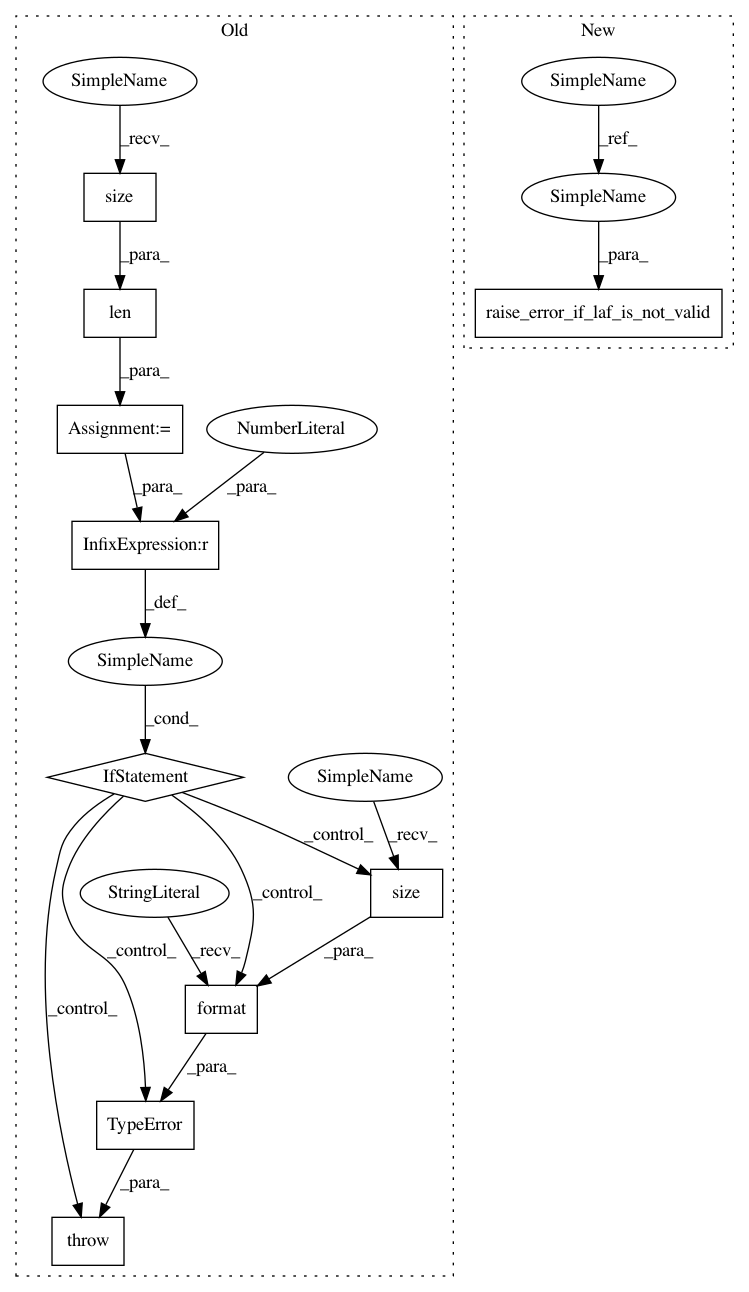 Old
New
SimpleName
SimpleName
_recv_
_ref_
size
SimpleName
_para_
_para_
len
raise_error_if_laf_is_not_valid
_para_
Assignment:=
NumberLiteral
_para_
_para_
InfixExpression:r
_def_
SimpleName
_cond_
IfStatement
SimpleName
_control_
_recv_
StringLiteral
_control_
size
_control_
_recv_
_para_
_control_
format
_para_
TypeError
_para_
throw